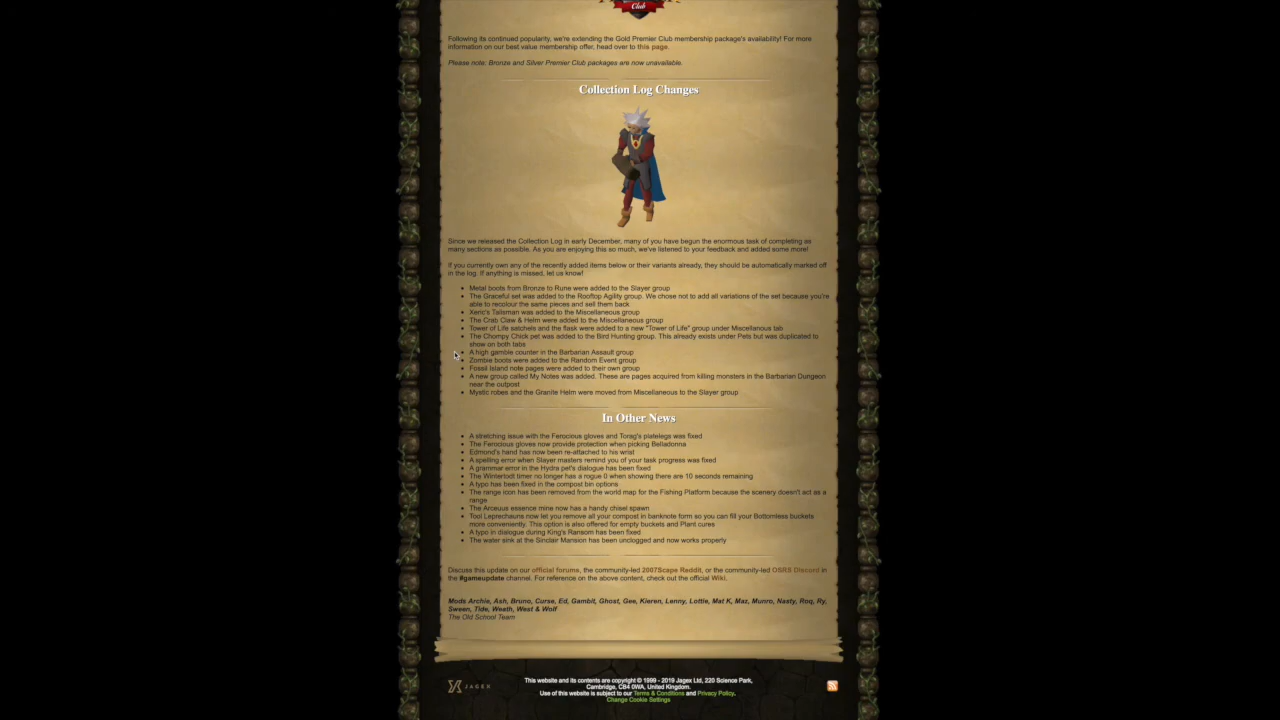 Club
Following its continued popularity, we're extending the Gold Premier Club membership package's availability! For more
information on our best value membership offer, head over to this page.
Please note: Bronze and Silver Premier Club packages are now unavailable.
Collection Log Changes
Since we released the Collection Log in early December, many of you have begun the enormous task of completing as
many sections as possible. As you are enjoying this so much, we've listened to your feedback and added some more!
If you currently own any of the recently added items below or their variants already, they should be automatically marked off
in the log. If anything is missed, let us know!
Metal boots from Bronze to Rune were added to the Slayer group
The Graceful set was added to the Rooftop Agility group. We chose not to add all variations of the set because you're
able to recolour the same pieces and sell them back
Xeric's Talisman was added to the Miscellaneous group
The Crab Claw & Helm were added to the Miscellaneous group
Tower of Life satchels and the flask were added to a new "Tower of Life" group under Miscellanous tab
The Chompy Chick pet was added to the Bird Hunting group. This already exists under Pets but was duplicated to
show on both tabs
A high gamble counter in the Barbarian Assault group
Zombie boots were added to the Random Event group
Fossil Island note pages were added to their own group
A new group called My Notes was added. These are pages acquired from killing monsters in the Barbarian Dungeon
near the outpost
Mystic robes and the Granite Helm were moved from Miscellaneous to the Slayer group
In Other News
A stretching issue with the Ferocious gloves and Torag's platelegs was fixed
The Ferocious gloves now provide protection when picking Belladonna
Edmond's hand has now been re-attached to his wrist
A spelling error when Slayer masters remind you of your task progress was fixed
A grammar error in the Hydra pet's dialogue has been fixed
The Wintertodt timer no longer has a rogue 0 when showing there are 10 seconds remaining
A typo has been fixed in the compost bin options
The range icon has been removed from the world map for the Fishing Platform because the scenery doesn't act as a
range
The Arceuus essence mine now has a handy chisel spawn
Tool Leprechauns now let you remove all your compost in banknote form so you can fill your Bottomless buckets
more conveniently. This option is also offered for empty buckets and Plant cures
A typo in dialogue during King's Ransom has been fixed
The water sink at the Sinclair Mansion has been unclogged and now works properly
Discuss this update on our official forums, the community-led 2007Scape Reddit, or the community-led OSRS Discord in
the #gameupdate channel. For reference on the above content, check out the official Wiki.
Mods Archie, Ash, Bruno, Curse, Ed, Gambit, Ghost, Gee, Kieren, Lenny, Lottie, Mat K, Maz, Munro, Nasty, Roq, Ry,
Sween, Tide, Weath, West & Wolf
The Old School Team
JAGEX
This website and its contents are copyright © 1999 - 2019 Jagex Ltd, 220 Science Park,
Cambridge, CB4 0WA, United Kingdom.
Use of this website is subject to our Terms & Conditions and Privacy Policy.
Change Cookie Settings